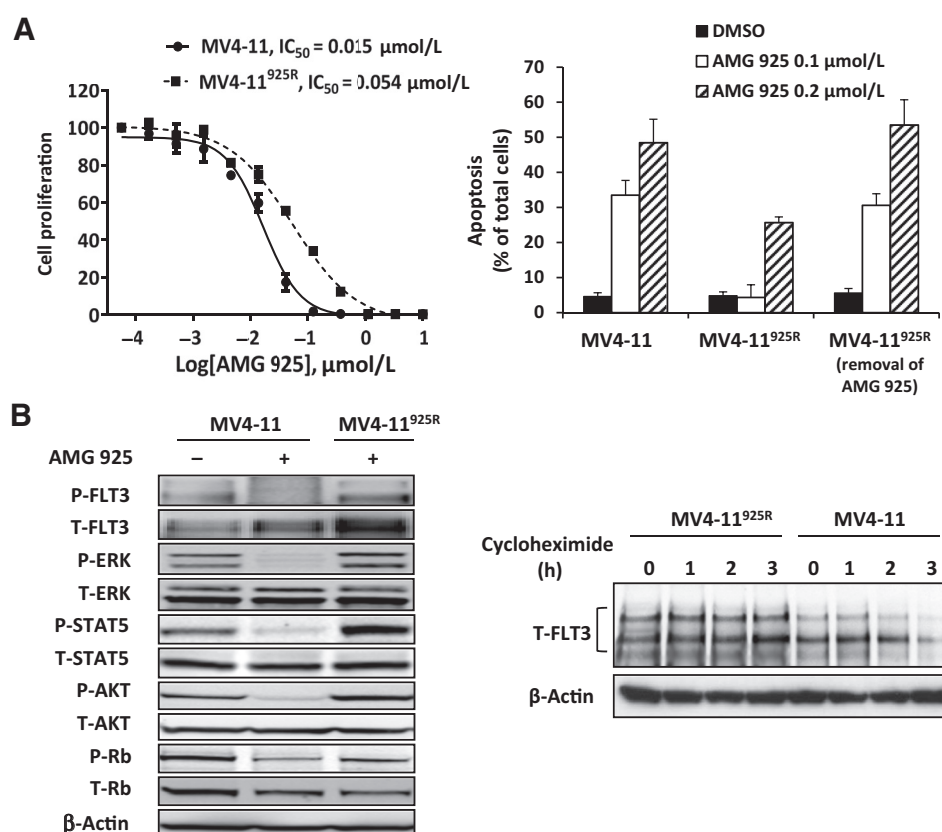 A
MV4-11, IC50 = 0.015 µmol/L
MV4-11925R, IC50 = 0.054 µmol/L
Cell proliferation
120
100
80
60
40
20
0
–4 –3 –2 –1 0 1
Log[AMG 925], µmol/L
DMSO
AMG 925 0.1 µmol/L
AMG 925 0.2 µmol/L
Apoptosis
(% of total cells)
70
60
50
40
30
20
10
0
MV4-11 MV4-11925R MV4-11925R
(removal of
AMG 925)
B
MV4-11 MV4-11925R
AMG 925 – + +
P-FLT3
T-FLT3
P-ERK
T-ERK
P-STAT5
T-STAT5
P-AKT
T-AKT
P-Rb
T-Rb
β-Actin
MV4-11925R MV4-11
Cycloheximide
(h) 0 1 2 3 0 1 2 3
T-FLT3
β-Actin